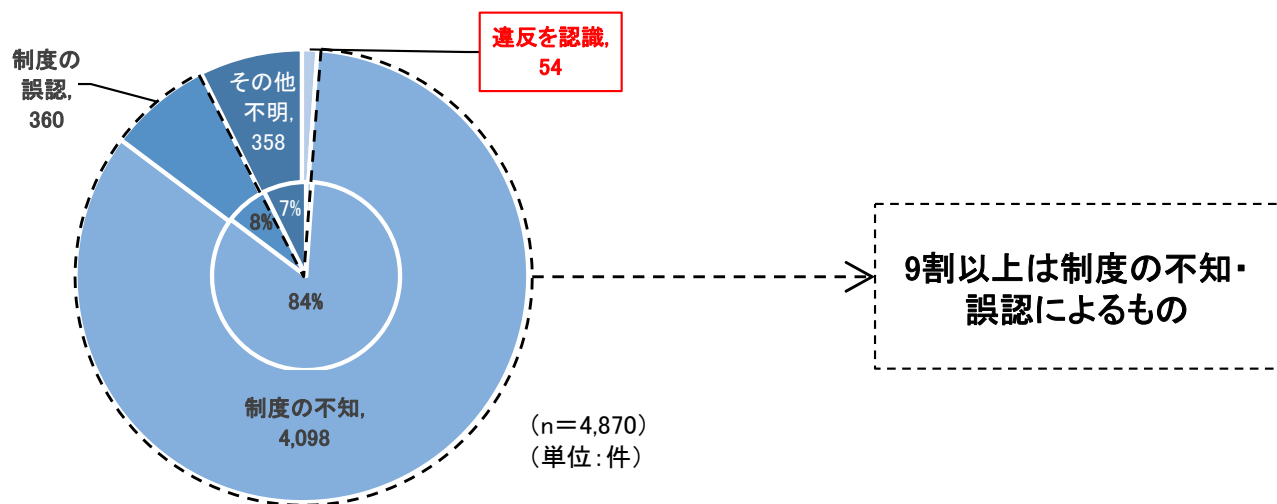 違反を認識,
54
制度の
誤認,
360
その他
不明,
358
7%
8%
84%
制度の不知,
4,098
(n=4,870)
(単位:件)
9割以上は制度の不知・
誤認によるもの